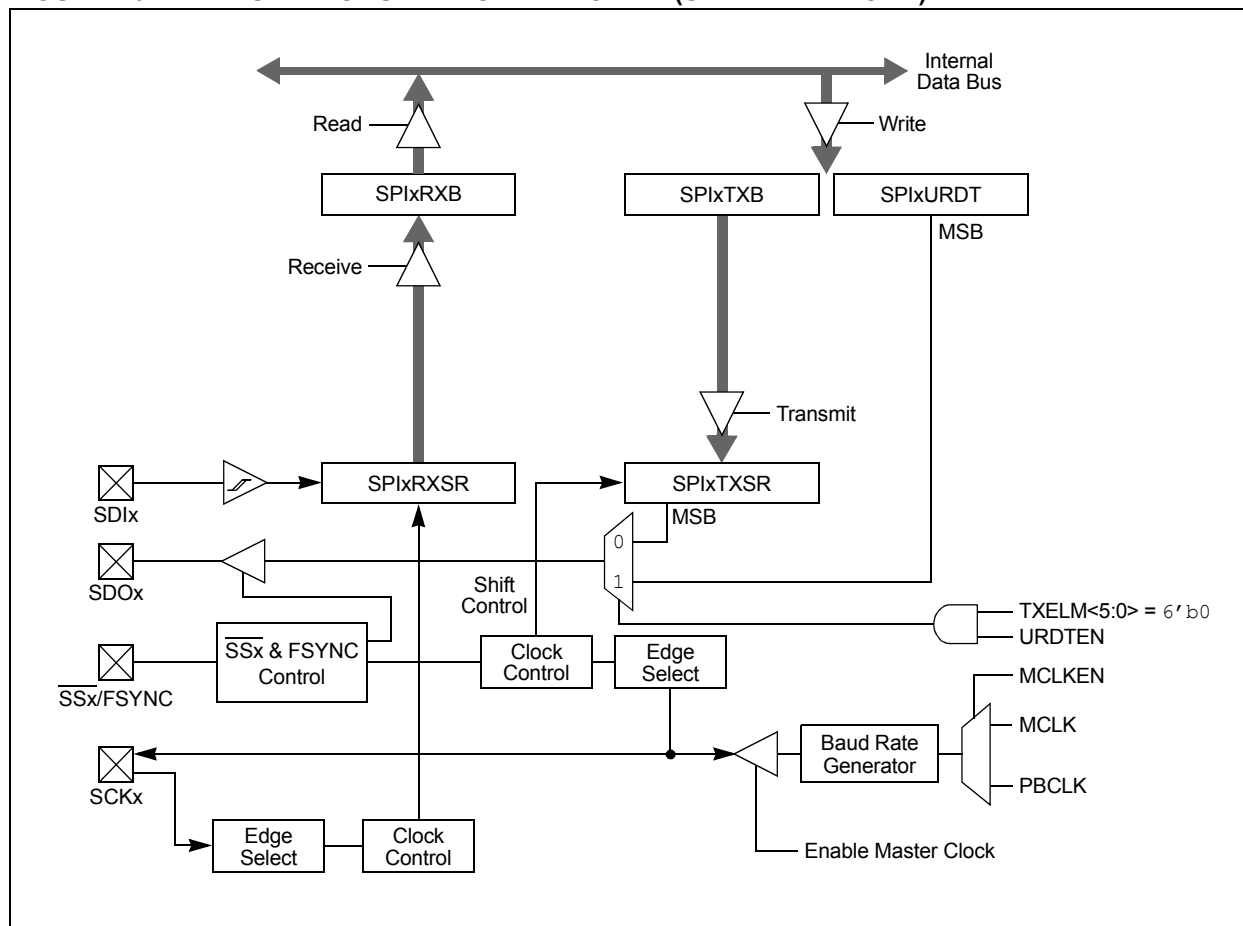 Internal
Data Bus
Read
Write
SPIxRXB
SPIxTXB
SPIxURDT
MSB
Receive
Transmit
SPIxRXSR
SPIxTXSR
MSB
SDIx
0
1
SDOx
Shift
Control
TXELM<5:0> = 6'b0
URDTEN
SSx & FSYNC
Control
Clock
Control
Edge
Select
SSx/FSYNC
MCLKEN
MCLK
Baud Rate
Generator
PBCLK
SCKx
Edge
Select
Clock
Control
Enable Master Clock